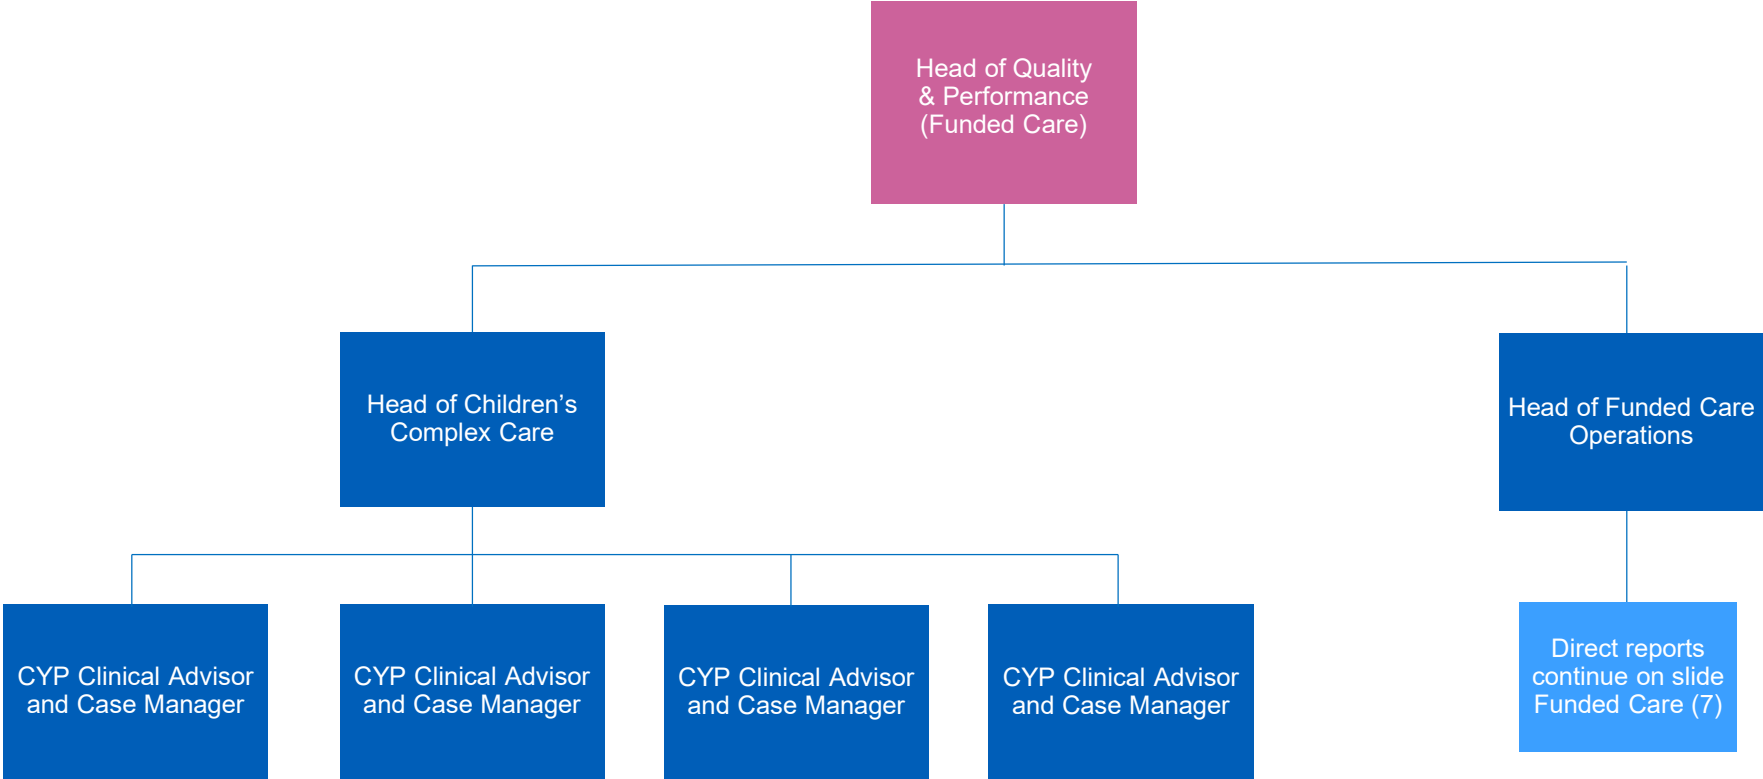 Head of Quality
& Performance
(Funded Care)
Head of Children’s
Complex Care
Head of Funded Care
Operations
CYP Clinical Advisor
and Case Manager
CYP Clinical Advisor
and Case Manager
CYP Clinical Advisor
and Case Manager
CYP Clinical Advisor
and Case Manager
Direct reports
continue on slide
Funded Care (7)